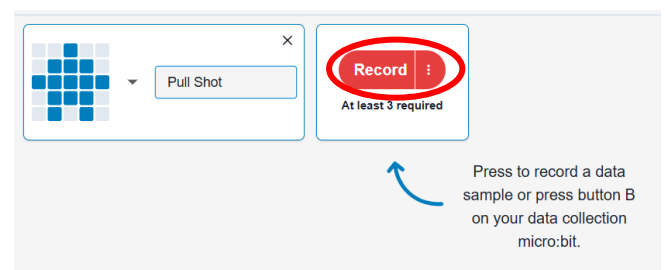 Pull Shot
Record
At least 3 required
Press to record a data
sample or press button B
on your data collection
micro:bit.